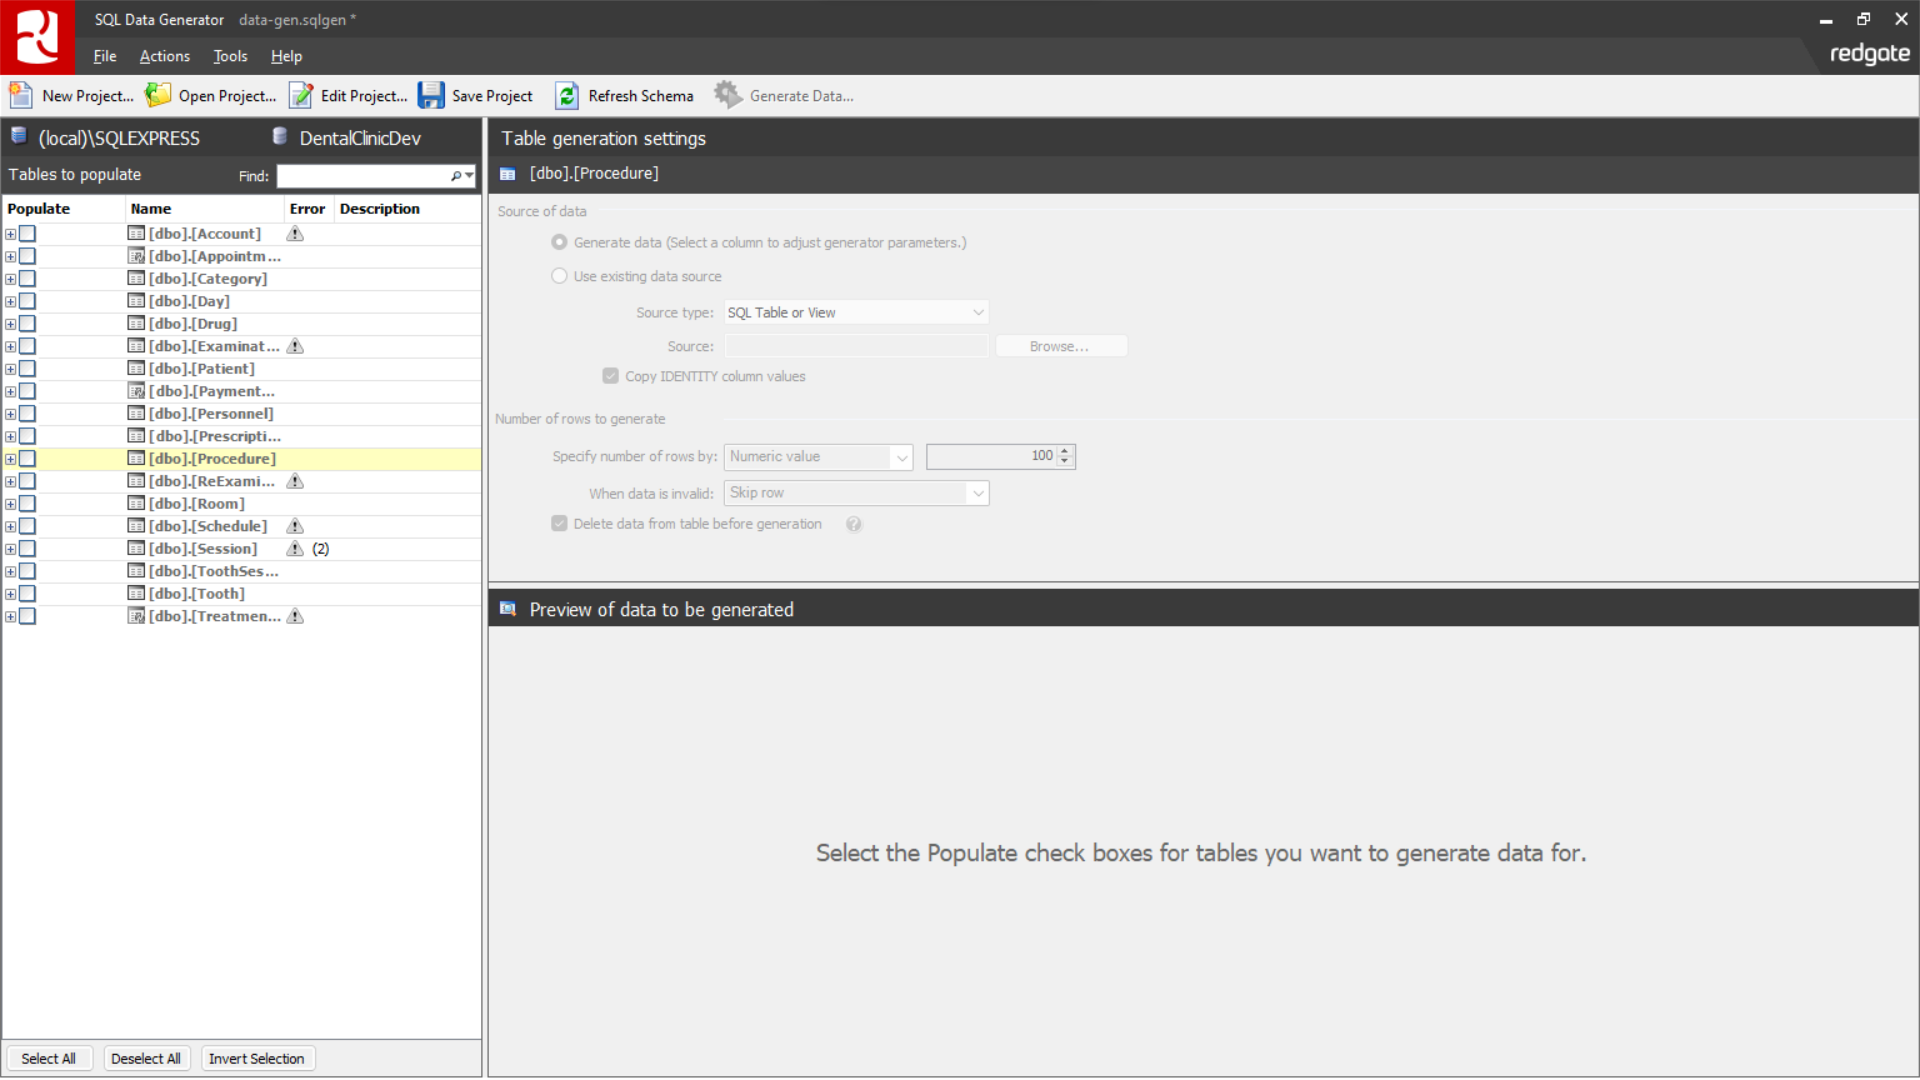 SQL Data Generator data-gen.sqlgen *
File Actions Tools Help
redgate
New Project... Open Project... Edit Project... Save Project Refresh Schema Generate Data...
(local)\SQLEXPRESS DentalClinicDev
Tables to populate Find:
Populate Name Error Description
[dbo].[Account]
[dbo].[Appointm...
[dbo].[Category]
[dbo].[Day]
[dbo].[Drug]
[dbo].[Examinat...
[dbo].[Patient]
[dbo].[Payment...
[dbo].[Personnel]
[dbo].[Prescripti...
[dbo].[Procedure]
[dbo].[ReExami...
[dbo].[Room]
[dbo].[Schedule]
[dbo].[Session] (2)
[dbo].[ToothSes...
[dbo].[Tooth]
[dbo].[Treatmen...
Select All Deselect All Invert Selection
Table generation settings
[dbo].[Procedure]
Source of data
Generate data (Select a column to adjust generator parameters.)
Use existing data source
Source type: SQL Table or View
Source: Browse...
Copy IDENTITY column values
Number of rows to generate
Specify number of rows by: Numeric value 100
When data is invalid: Skip row
Delete data from table before generation ?
Preview of data to be generated
Select the Populate check boxes for tables you want to generate data for.